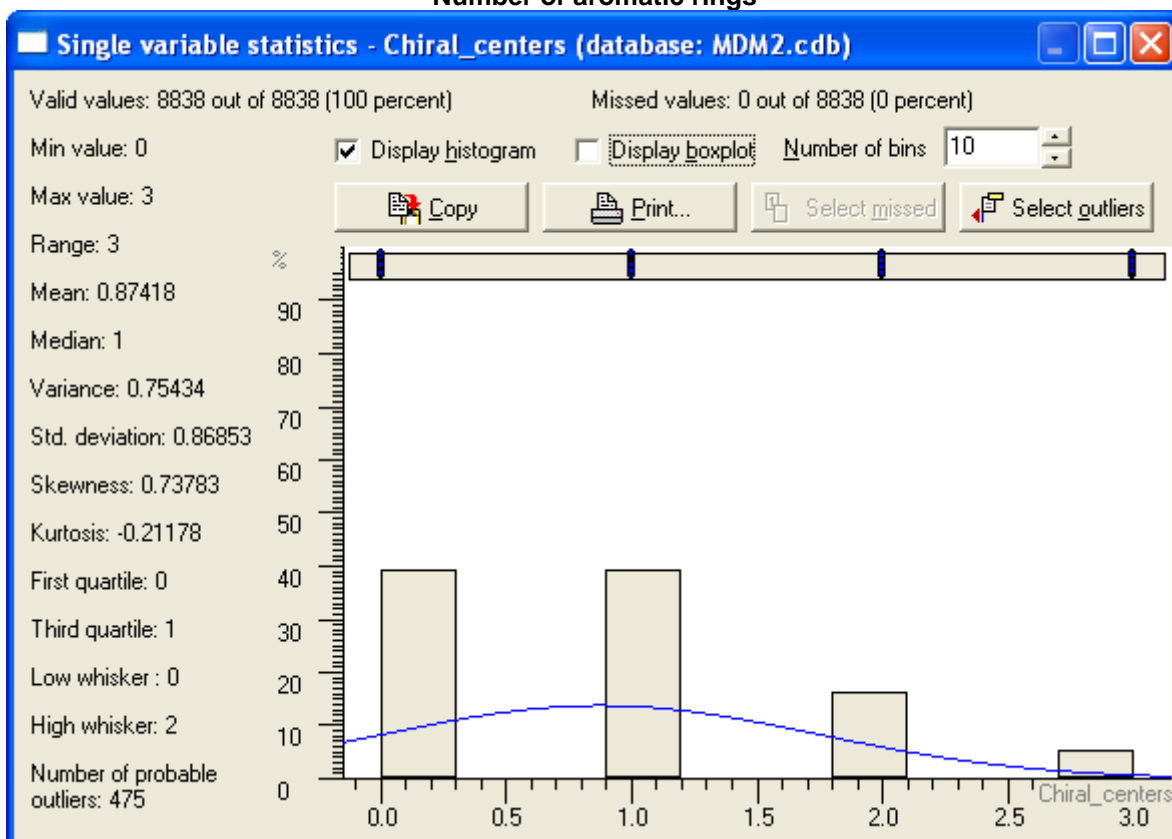 Number of aromatic rings
Single variable statistics - Chiral_centers (database: MDM2.cdb)
Valid values: 8838 out of 8838 (100 percent) Missed values: 0 out of 8838 (0 percent)
Min value: 0
Display histogram Display boxplot Number of bins 10
Max value: 3
Copy Print... Select missed Select outliers
Range: 3
Mean: 0.87418
Median: 1
Variance: 0.75434
Std. deviation: 0.86853
Skewness: 0.73783
Kurtosis: -0.21178
First quartile: 0
Third quartile: 1
Low whisker : 0
High whisker: 2
Number of probable
outliers: 475
%
90
80
70
60
50
40
30
20
10
0
Chiral_centers
0.0 0.5 1.0 1.5 2.0 2.5 3.0